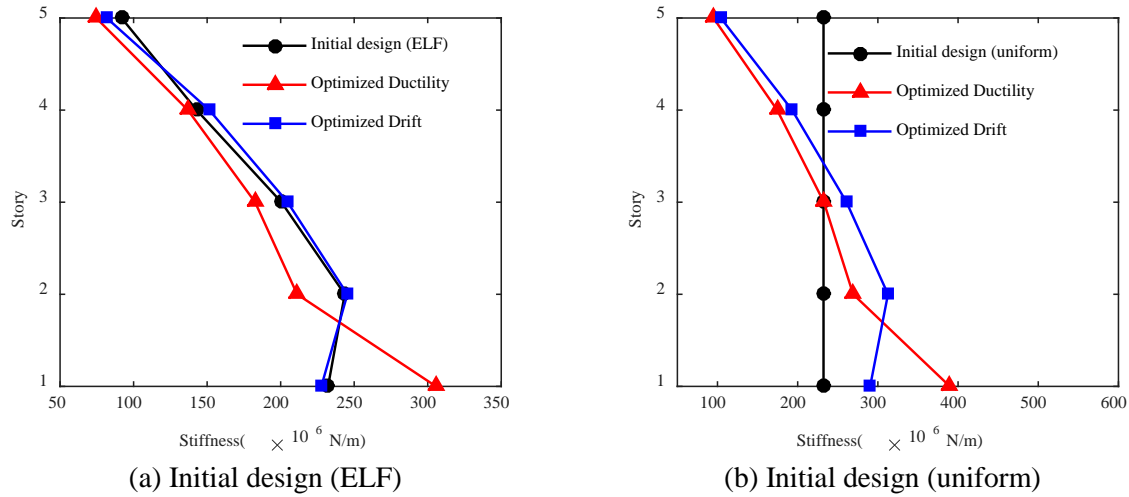 5
4
3
2
1
Story
Initial design (ELF)
Optimized Ductility
Optimized Drift
50 100 150 200 250 300 350
Stiffness( × 10 6 N/m)
(a) Initial design (ELF)
5
4
3
2
1
Story
Initial design (uniform)
Optimized Ductility
Optimized Drift
100 200 300 400 500 600
Stiffness( × 10 6 N/m)
(b) Initial design (uniform)